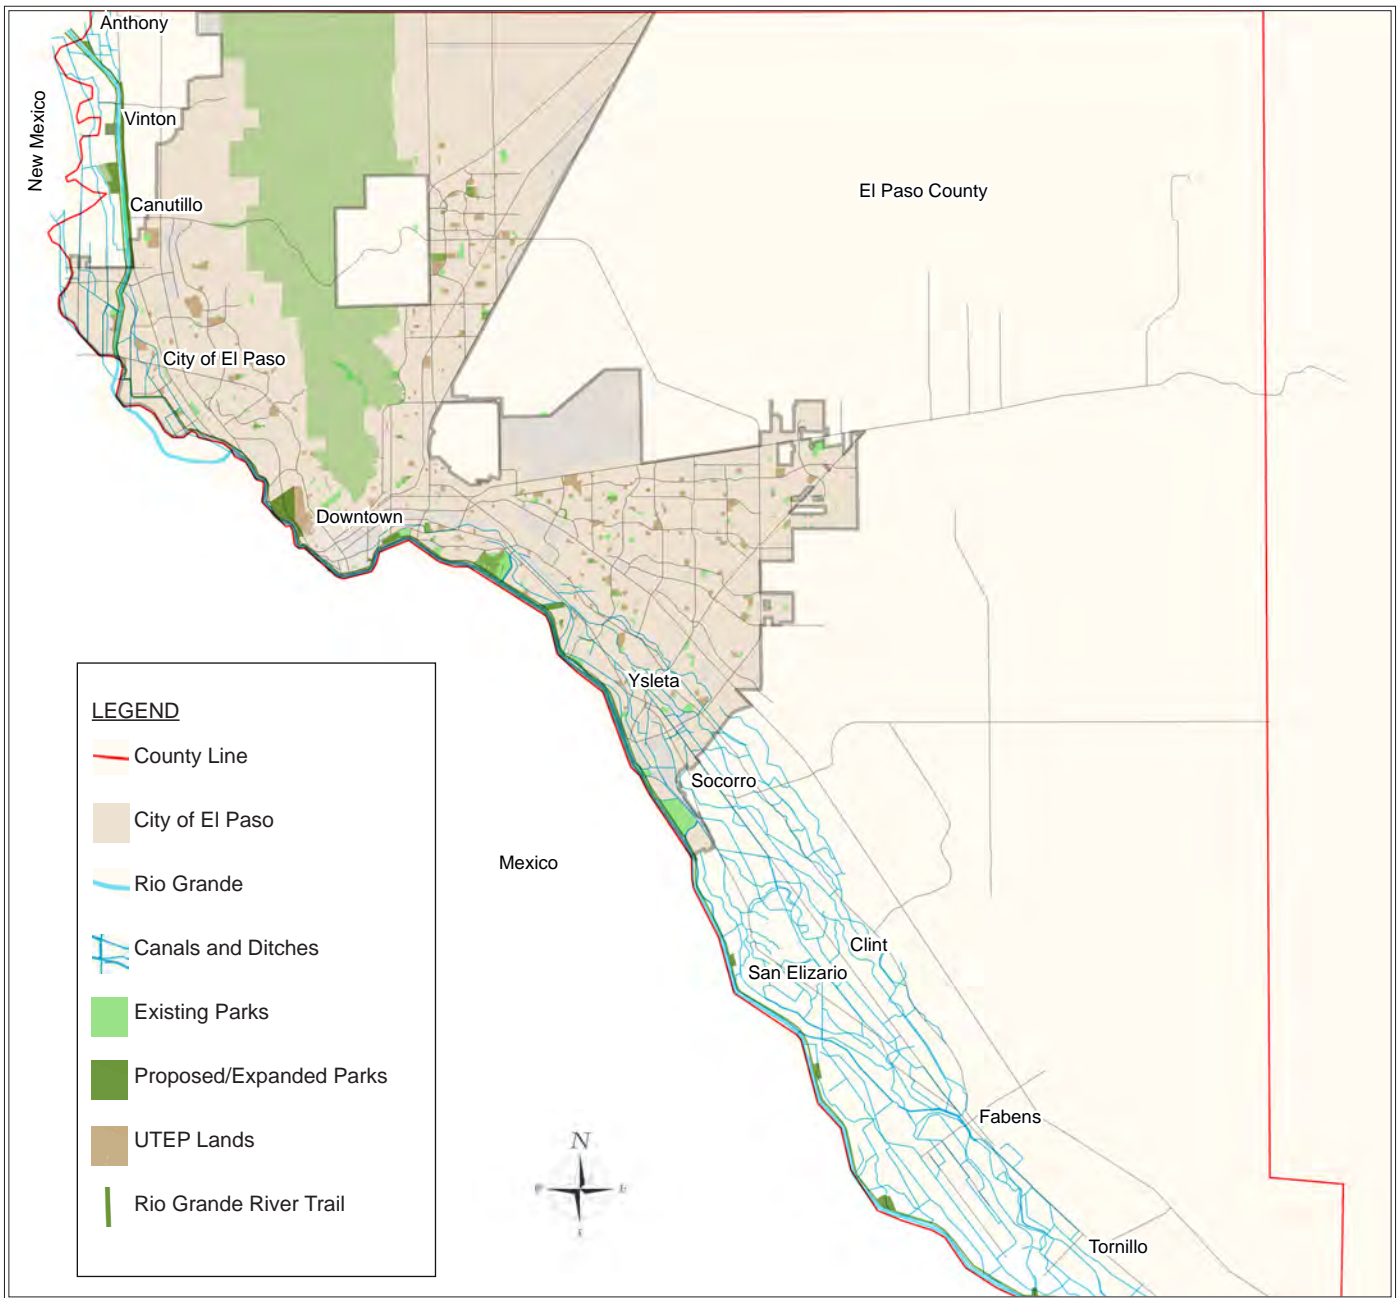 Anthony
New Mexico
Vinton
Canutillo
El Paso County
City of El Paso
Downtown
Ysleta
Socorro
Mexico
Clint
San Elizario
Fabens
Tornillo
LEGEND
County Line
City of El Paso
Rio Grande
Canals and Ditches
Existing Parks
Proposed/Expanded Parks
UTEP Lands
Rio Grande River Trail
N